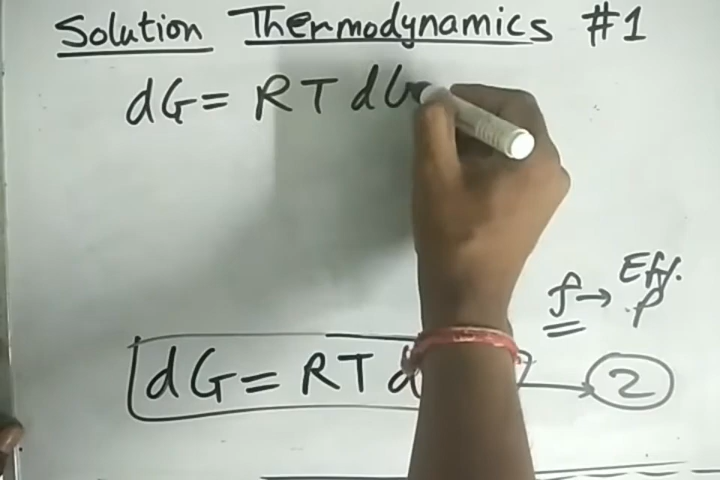 Solution Thermodynamics #1
dG = RT d
f → Eff. P
dG = RT d → 2